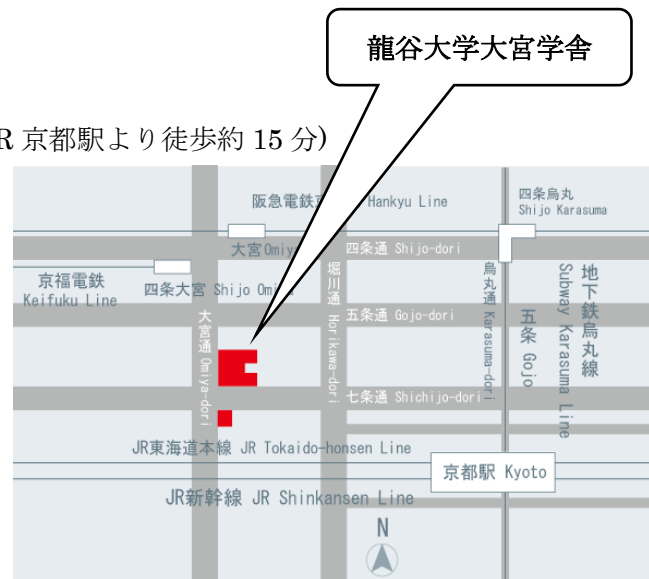 龍谷大学大宮学舎
R 京都駅より徒歩約 15 分)
阪急電鉄
Hankyu Line
四条烏丸
Shijo Karasuma
大宮 Omiy
四条通 Shijo-dori
京福電鉄
Keifuku Line
四条大宮 Shijo Om
堀川通 Horikawa-dori
烏丸通 Karasuma-dori
地下鉄烏丸線
Subway Karasuma Line
大宮通 Omiya-dori
五条通 Gojo-dori
五条 Gojo
七条通 Shichijo-dori
JR東海道本線 JR Tokaido-honsen Line
京都駅 Kyoto
JR新幹線 JR Shinkansen Line
N